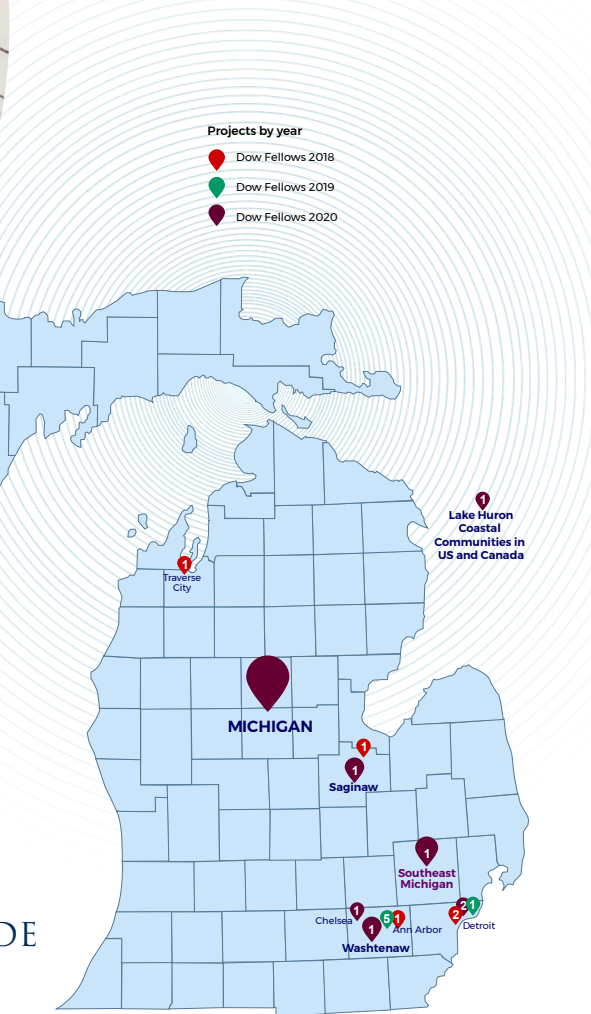 Projects by year
Dow Fellows 2018
Dow Fellows 2019
Dow Fellows 2020
1
Lake Huron
Coastal
Communities in
US and Canada
1
Traverse
City
MICHIGAN
1
1
Saginaw
1
Southeast
Michigan
1
Chelsea
1
5
1
Ann Arbor
Washtenaw
2
2
1
Detroit
DE